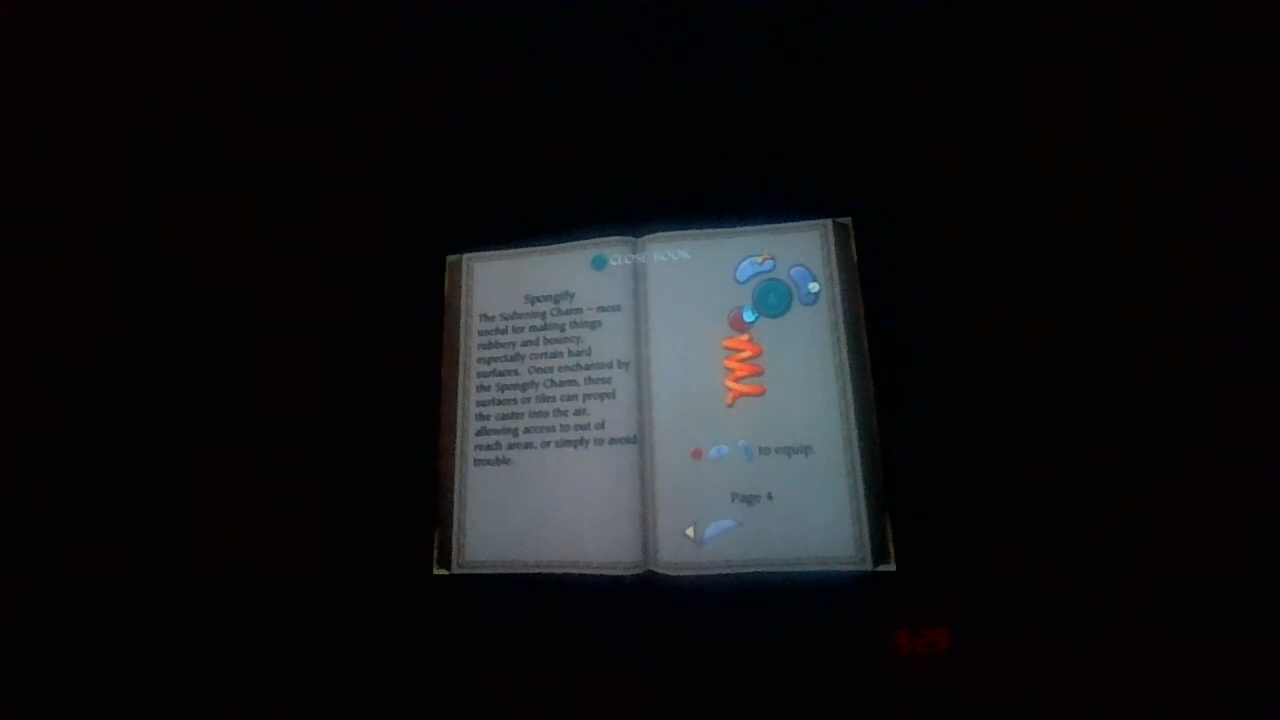 CLOSE BOOK
Spongify
The Softening Charm - most
useful for making things
rubbery and bouncy,
especially certain hard
surfaces. Once enchanted by
the Spongify Charm, these
surfaces or tiles can propel
the caster into the air,
allowing access to out of
reach areas, or simply to avoid
trouble.
A
to equip.
Page 4
5:29